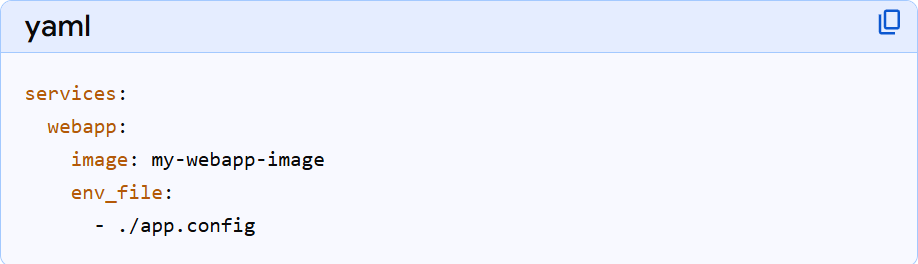 yaml
services:
  webapp:
    image: my-webapp-image
    env_file:
      - ./app.config